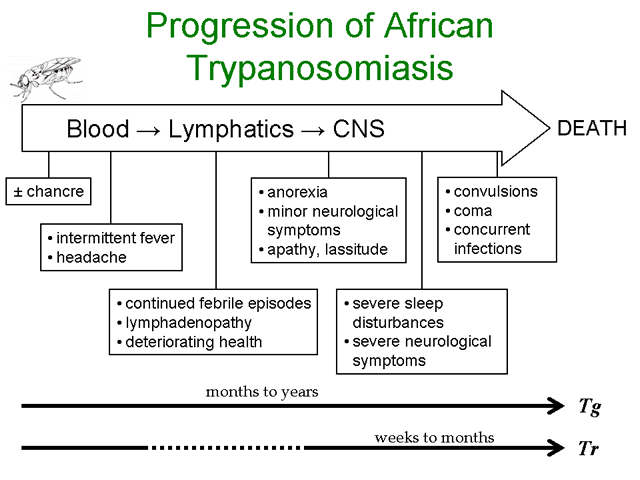 Progression of African
Trypanosomiasis
Blood → Lymphatics → CNS
DEATH
± chancre
• intermittent fever
• headache
• continued febrile episodes
• lymphadenopathy
• deteriorating health
• anorexia
• minor neurological
symptoms
• apathy, lassitude
• severe sleep
disturbances
• severe neurological
symptoms
• convulsions
• coma
• concurrent
infections
months to years
Tg
weeks to months
Tr